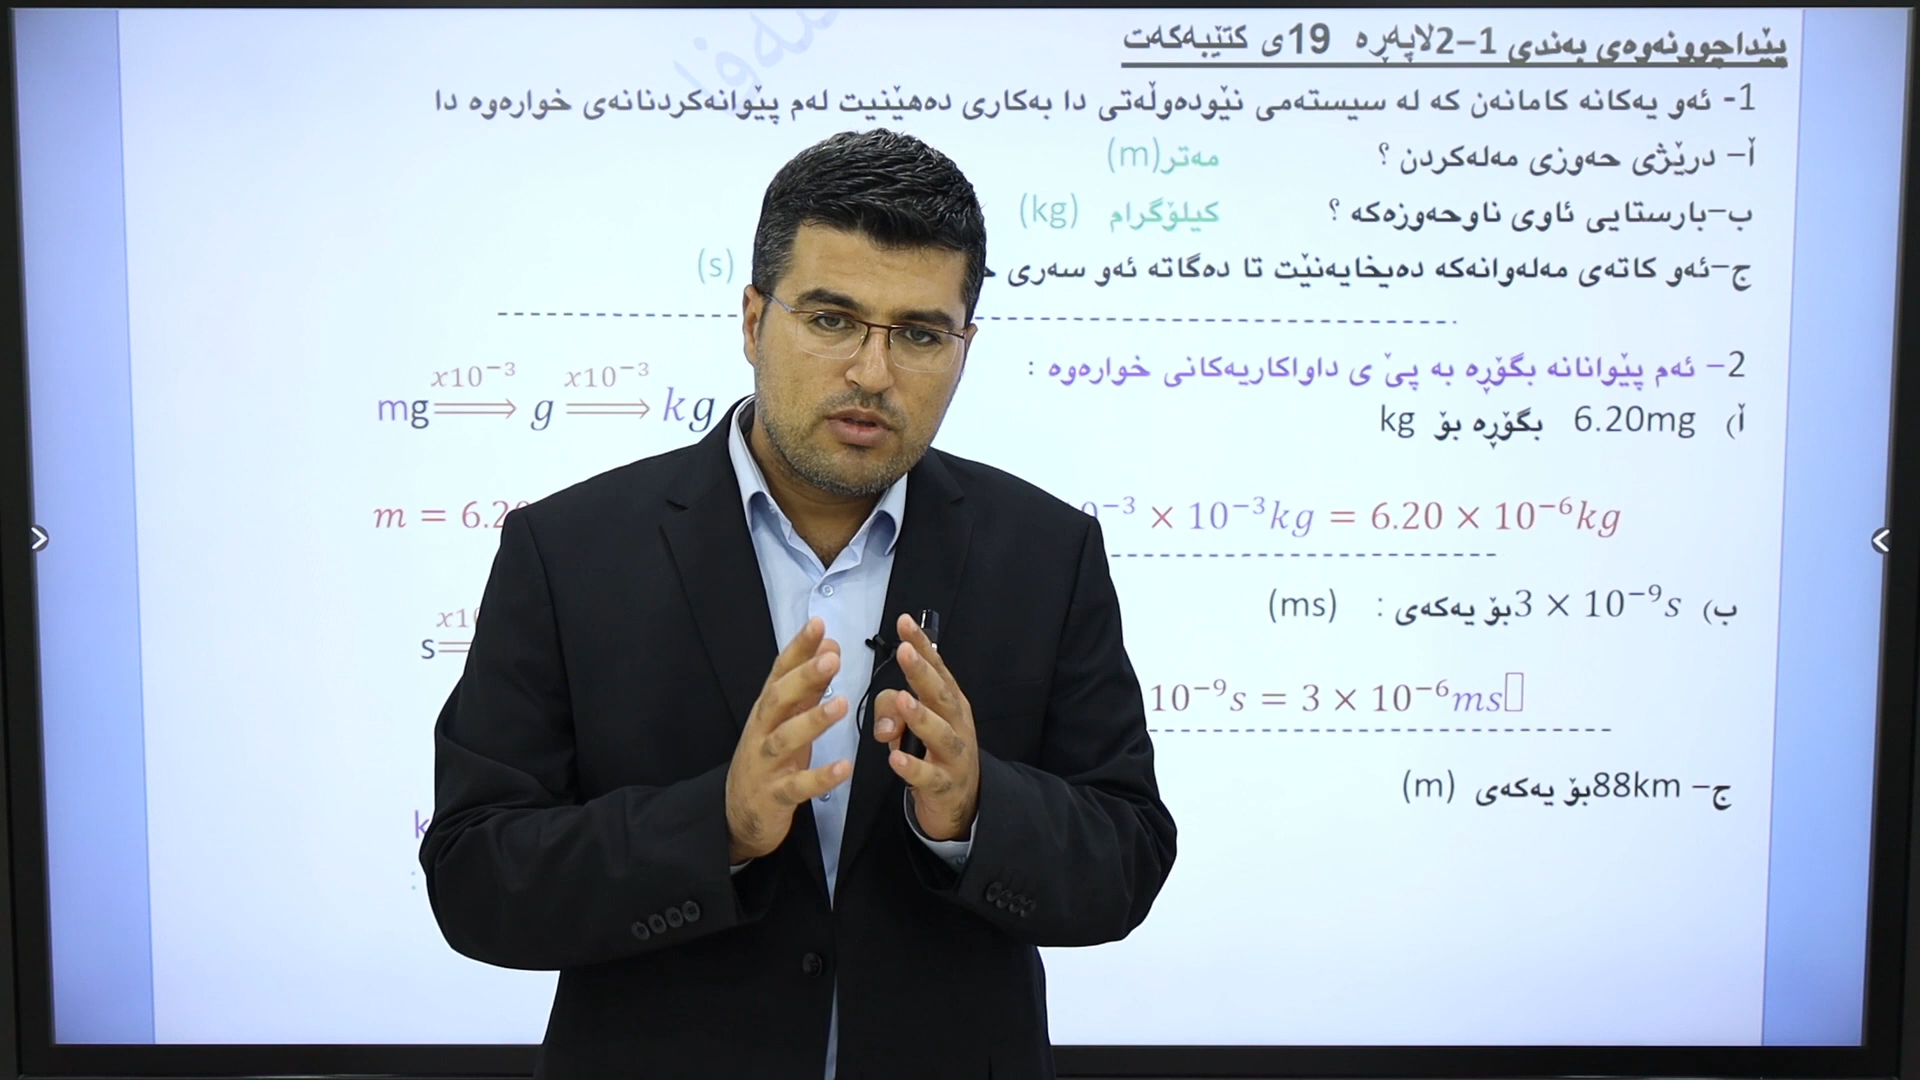 پێداچوونەوەی بەندی 1-2لاپەڕە 19ی کتێبەکەت
1- ئەو یەکانە کامانەن کە لە سیستەمی نێودەوڵەتی دا بەکاری دەهێنیت لەم پێوانەکردنانەی خوارەوە دا
أ- درێژی حەوزی مەلەکردن ؟ مەتر(m)
ب-بارستایی ئاوی ناوحەوزەکە ؟ کیلۆگرام (kg)
ج-ئەو کاتەی مەلەوانەکە دەیخایەنێت تا دەگاتە ئەو سەری (s)
2- ئەم پێوانانە بگۆڕە بە پێ ی داواکاریەکانی خوارەوە :
أ) 6.20mg بگۆڕە بۆ kg
mg x10⁻³ ⟹ g x10⁻³ ⟹ kg
m = 6.2 ⁻³ × 10⁻³kg = 6.20 × 10⁻⁶kg
ب) 3 × 10⁻⁹s بۆ یەکەی : (ms)
s x1
10⁻⁹s = 3 × 10⁻⁶ms
ج- 88km بۆ یەکەی (m)
k
: